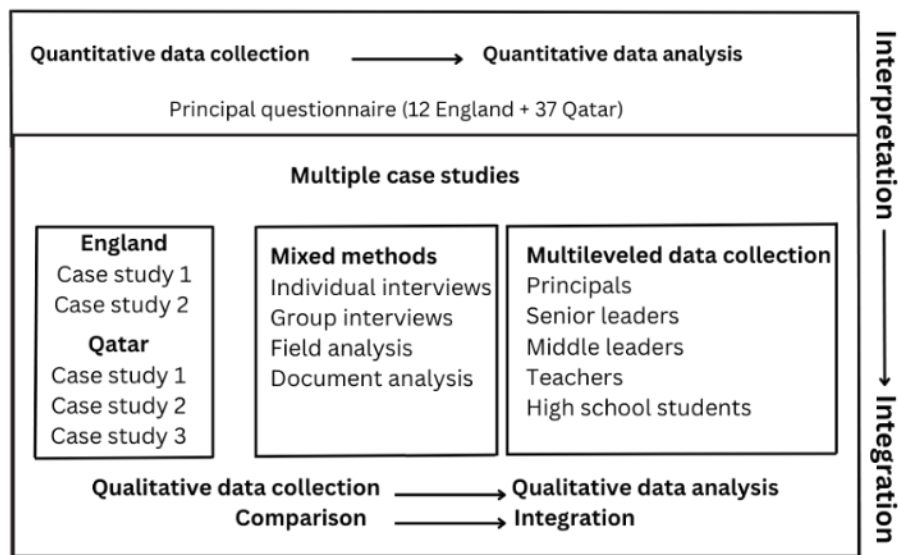 Quantitative data collection → Quantitative data analysis
Principal questionnaire (12 England + 37 Qatar)
Multiple case studies
England
Case study 1
Case study 2
Qatar
Case study 1
Case study 2
Case study 3
Mixed methods
Individual interviews
Group interviews
Field analysis
Document analysis
Multileveled data collection
Principals
Senior leaders
Middle leaders
Teachers
High school students
Qualitative data collection → Qualitative data analysis
Comparison → Integration
Interpretation → Integration